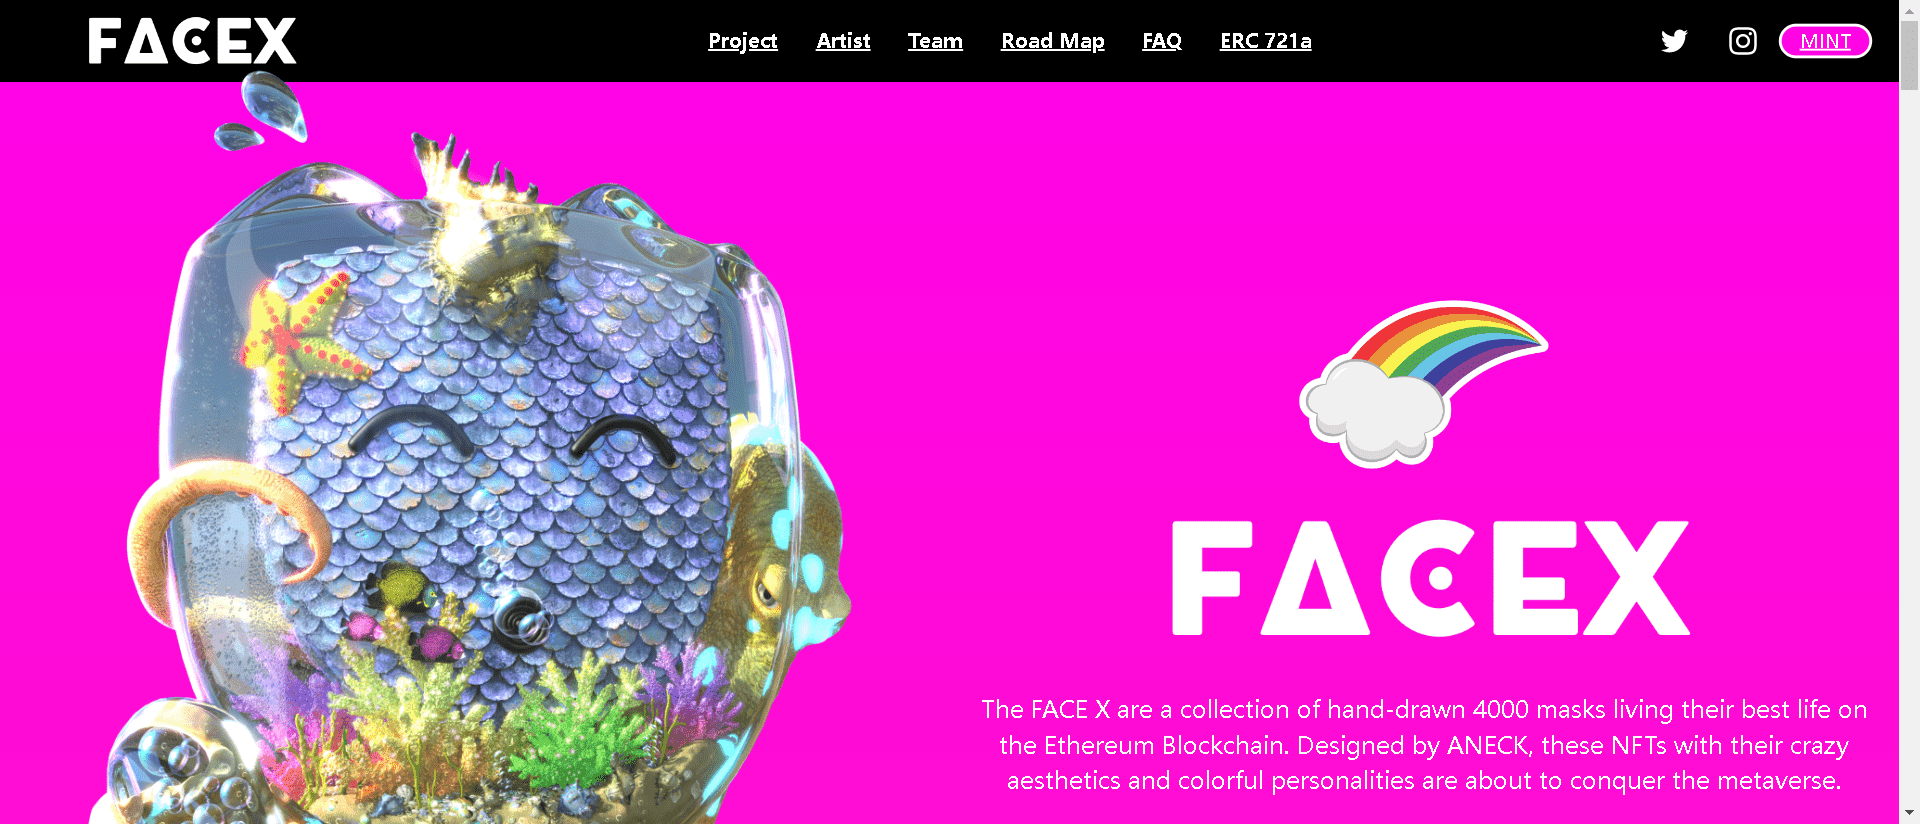 FACEX
Project Artist Team Road Map FAQ ERC 721a
MINT
FACEX
The FACE X are a collection of hand-drawn 4000 masks living their best life on
the Ethereum Blockchain. Designed by ANECK, these NFTs with their crazy
aesthetics and colorful personalities are about to conquer the metaverse.